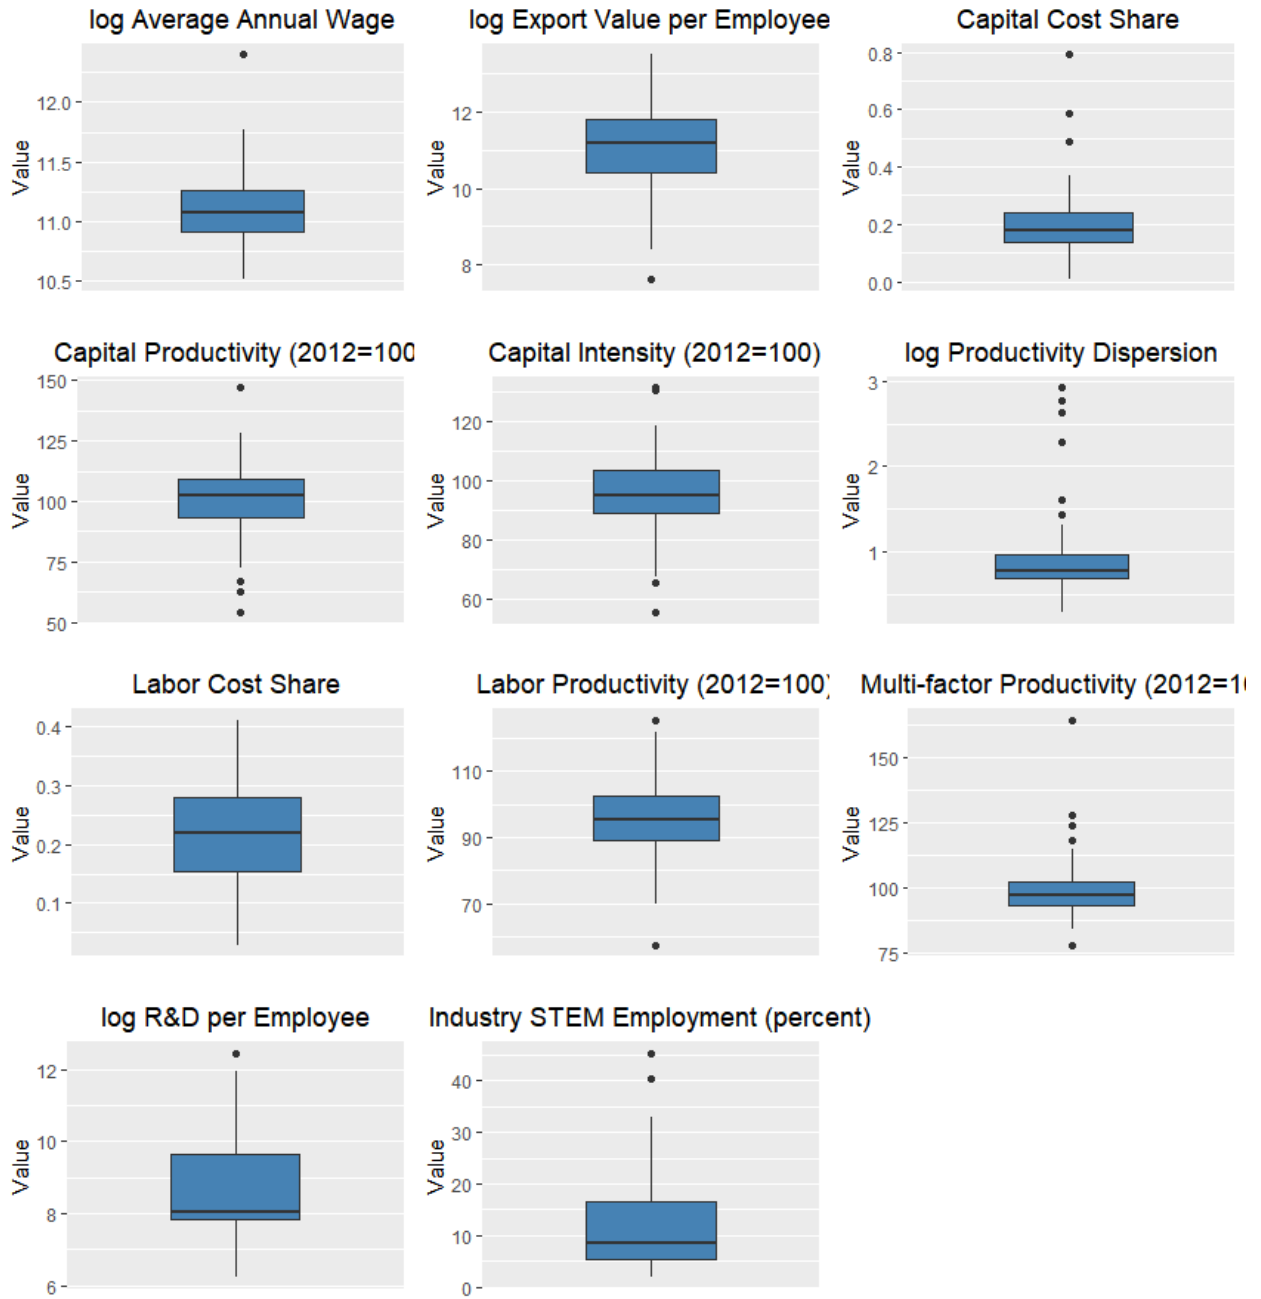 log Average Annual Wage
Value
12.0
11.5
11.0
10.5
log Export Value per Employee
Value
12
10
8
Capital Cost Share
Value
0.8
0.6
0.4
0.2
0.0
Capital Productivity (2012=100
Value
150
125
100
75
50
Capital Intensity (2012=100)
Value
120
100
80
60
log Productivity Dispersion
Value
3
2
1
Labor Cost Share
Value
0.4
0.3
0.2
0.1
Labor Productivity (2012=100)
Value
110
90
70
Multi-factor Productivity (2012=10
Value
150
125
100
75
log R&D per Employee
Value
12
10
8
6
Industry STEM Employment (percent)
Value
40
30
20
10
0